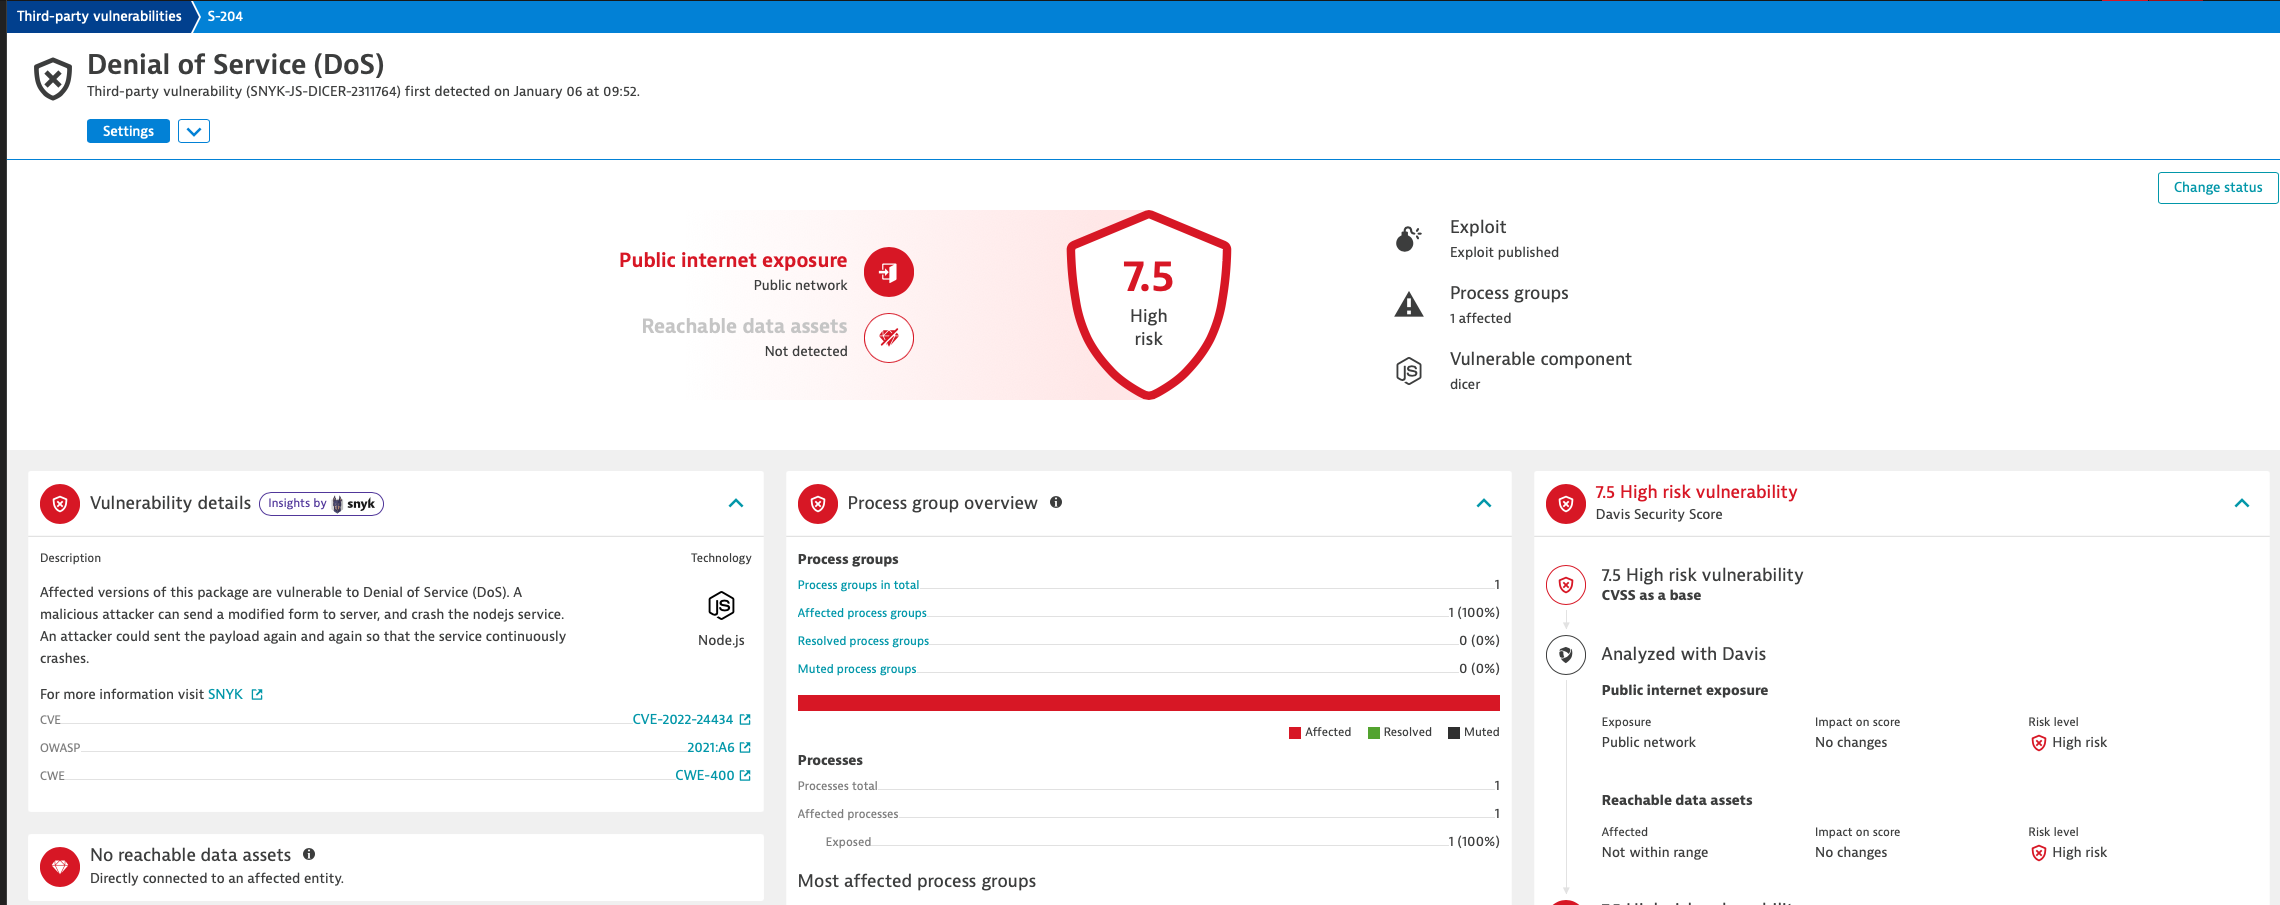 Third-party vulnerabilities
S-204
Denial of Service (DoS)
Third-party vulnerability (SNYK-JS-DICER-2311764) first detected on January 06 at 09:52.
Settings
Change status
Public internet exposure
Public network
Reachable data assets
Not detected
7.5
High
risk
Exploit
Exploit published
Process groups
1 affected
Vulnerable component
JS
dicer
Vulnerability details
Insights by snyk
Description
Technology
Affected versions of this package are vulnerable to Denial of Service (DoS). A
malicious attacker can send a modified form to server, and crash the nodejs service.
An attacker could sent the payload again and again so that the service continuously
crashes.
JS
Node.js
For more information visit SNYK
CVE CVE-2022-24434
OWASP 2021:A6
CWE CWE-400
No reachable data assets
Directly connected to an affected entity.
Process group overview
Process groups
Process groups in total 1
Affected process groups 1 (100%)
Resolved process groups 0 (0%)
Muted process groups 0 (0%)
Affected Resolved Muted
Processes
Processes total 1
Affected processes 1
Exposed 1 (100%)
Most affected process groups
7.5 High risk vulnerability
Davis Security Score
7.5 High risk vulnerability
CVSS as a base
Analyzed with Davis
Public internet exposure
Exposure Impact on score Risk level
Public network No changes High risk
Reachable data assets
Affected Impact on score Risk level
Not within range No changes High risk